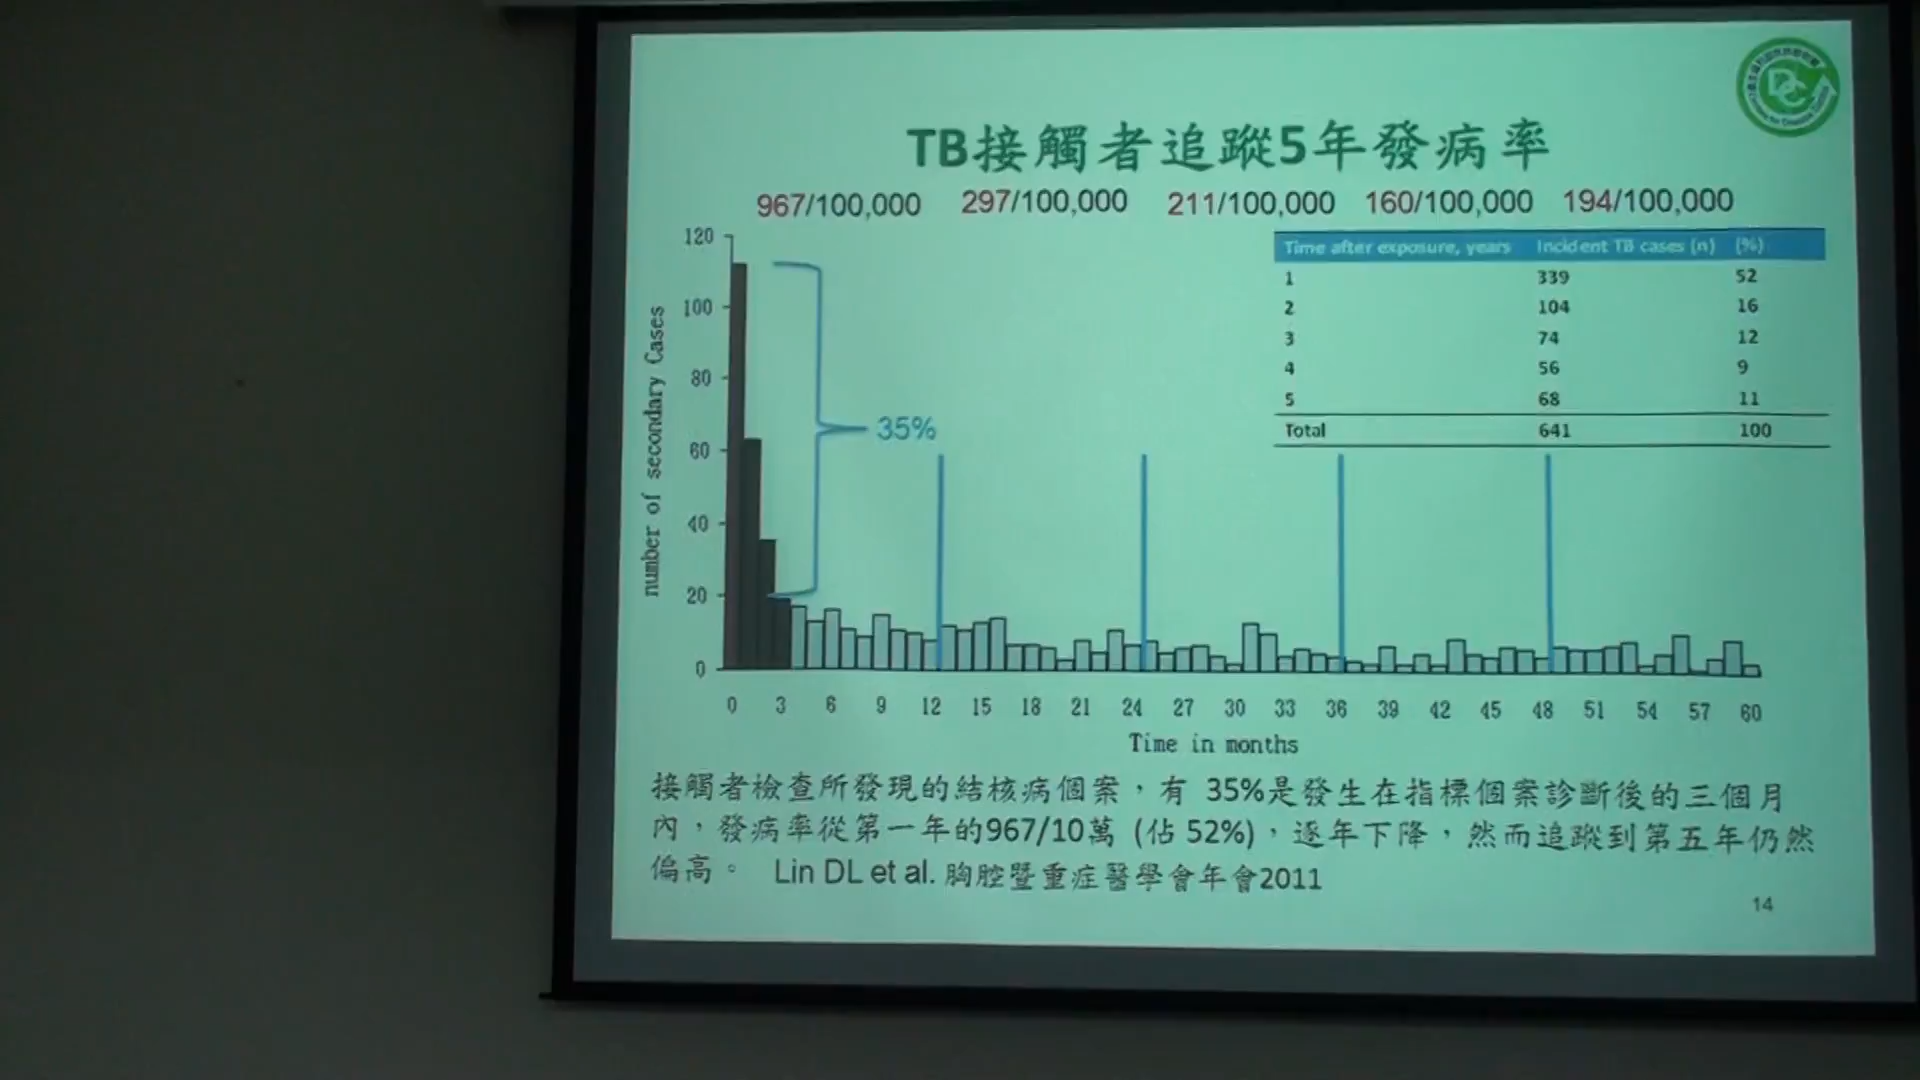 TB接觸者追蹤5年發病率
967/100,000 297/100,000 211/100,000 160/100,000 194/100,000
Time after exposure, years Incident TB cases (n) (%)
1 339 52
2 104 16
3 74 12
4 56 9
5 68 11
Total 641 100
number of secondary Cases
120
100
80
60
40
20
0
35%
0 3 6 9 12 15 18 21 24 27 30 33 36 39 42 45 48 51 54 57 60
Time in months
接觸者檢查所發現的結核病個案，有 35%是發生在指標個案診斷後的三個月
內，發病率從第一年的967/10萬 (佔 52%)，逐年下降，然而追蹤到第五年仍然
偏高。 Lin DL et al. 胸腔暨重症醫學會年會2011
14